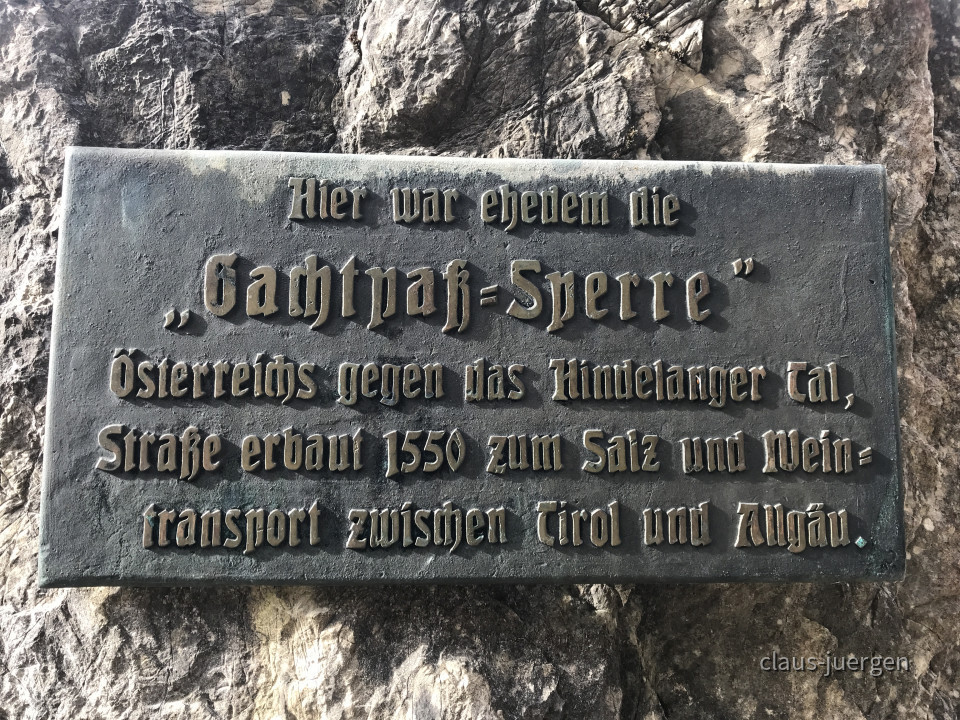 Hier war ehedem die
„Gachtpaß=Sperre”
Österreichs gegen das Hindelanger Tal,
Straße erbaut 1550 zum Salz und Wein=
transport zwischen Tirol und Allgäu.
claus-juergen